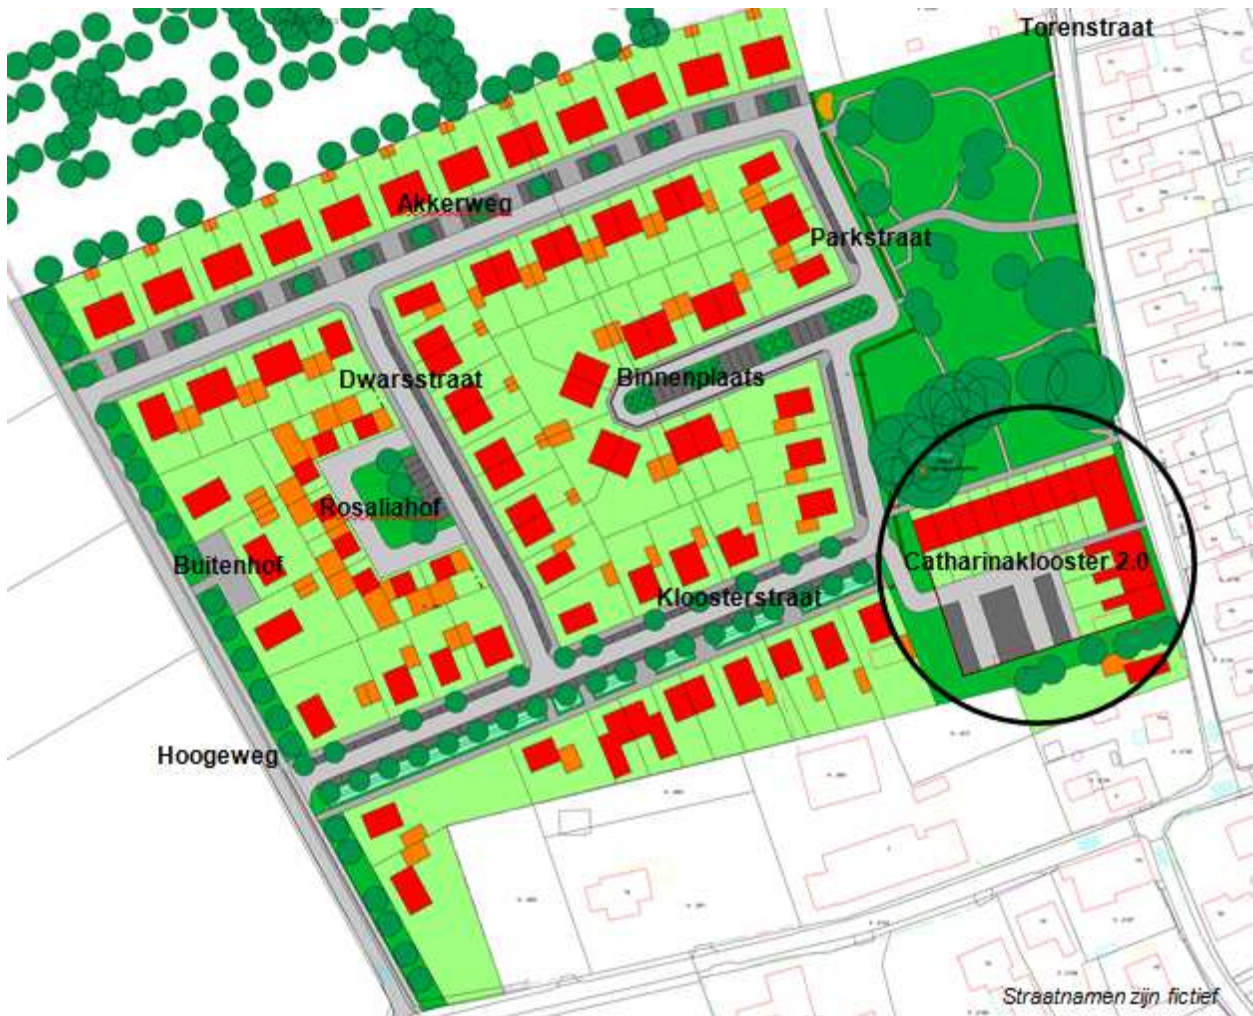 Torenstraat
Akkerweg
Parkstraat
Dwarsstraat
Binnenplaats
Rosaliahof
Buitenhof
Catharinaklooster 2.0
Kloosterstraat
Hoogeweg
Straatnamen zijn fictief